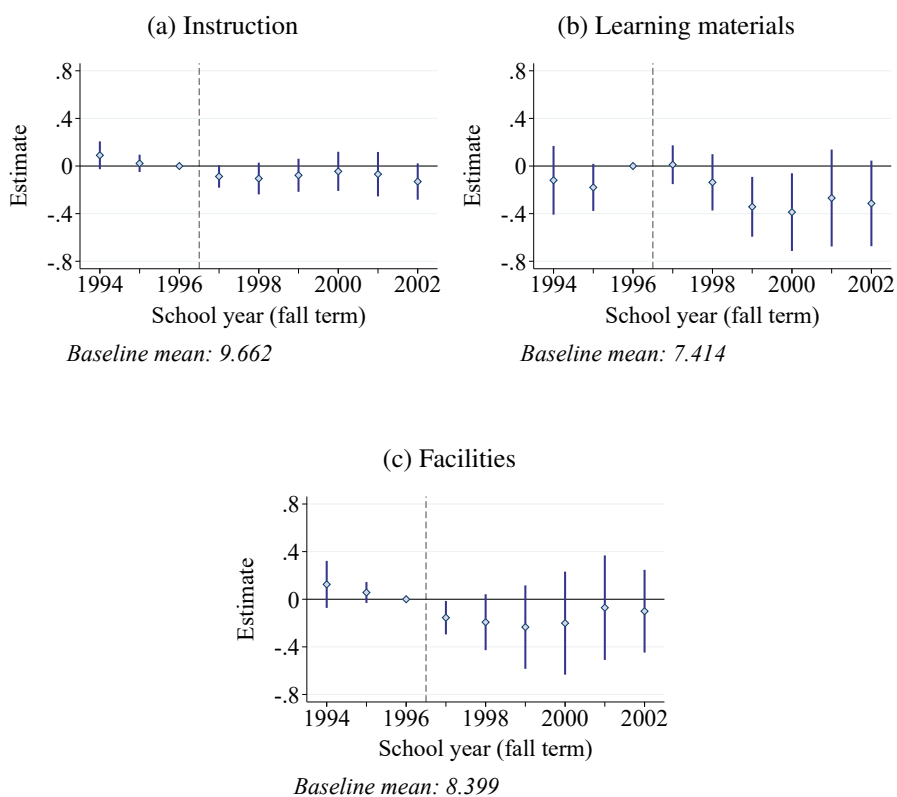 (a) Instruction
.8
.4
0
-.4
-.8
Estimate
1994 1996 1998 2000 2002
School year (fall term)
Baseline mean: 9.662
(b) Learning materials
.8
.4
0
-.4
-.8
Estimate
1994 1996 1998 2000 2002
School year (fall term)
Baseline mean: 7.414
(c) Facilities
.8
.4
0
-.4
-.8
Estimate
1994 1996 1998 2000 2002
School year (fall term)
Baseline mean: 8.399